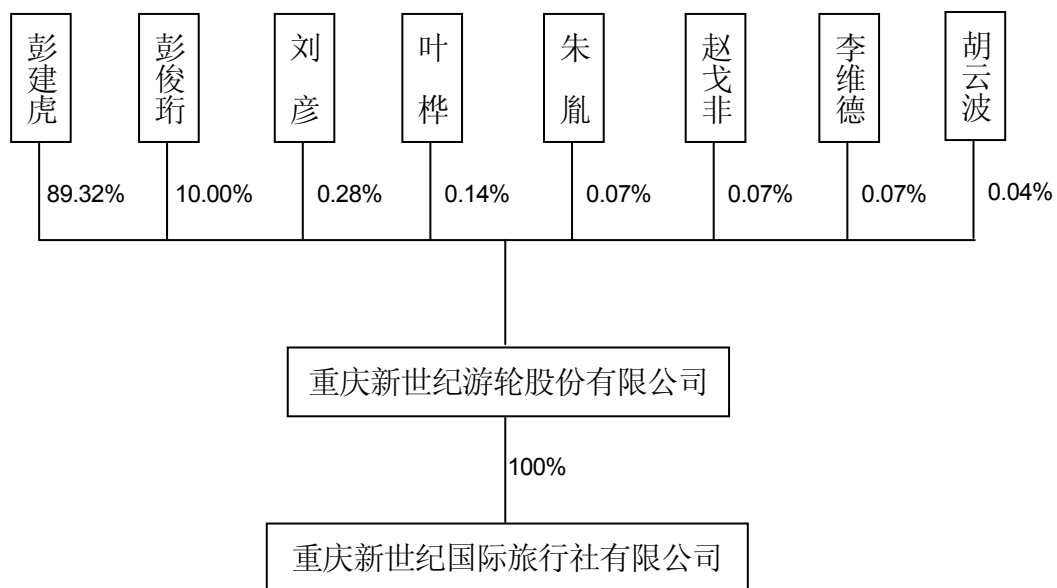 彭建虎
彭俊珩
刘彦
叶桦
朱胤
赵戈非
李维德
胡云波
89.32%
10.00%
0.28%
0.14%
0.07%
0.07%
0.07%
0.04%
重庆新世纪游轮股份有限公司
100%
重庆新世纪国际旅行社有限公司